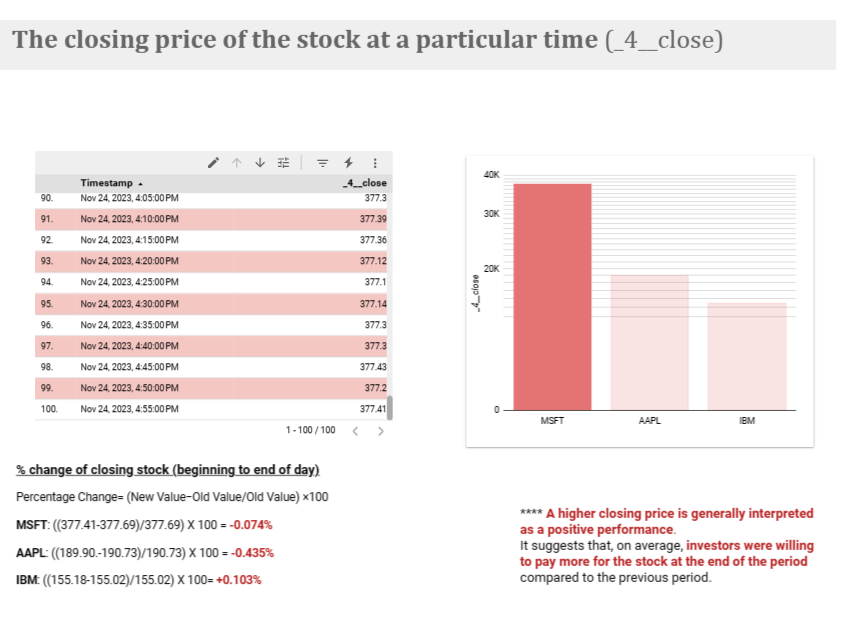 The closing price of the stock at a particular time (_4__close)
Timestamp _4__close
90. Nov 24, 2023, 4:05:00 PM 377.3
91. Nov 24, 2023, 4:10:00 PM 377.39
92. Nov 24, 2023, 4:15:00 PM 377.36
93. Nov 24, 2023, 4:20:00 PM 377.12
94. Nov 24, 2023, 4:25:00 PM 377.1
95. Nov 24, 2023, 4:30:00 PM 377.14
96. Nov 24, 2023, 4:35:00 PM 377.3
97. Nov 24, 2023, 4:40:00 PM 377.3
98. Nov 24, 2023, 4:45:00 PM 377.43
99. Nov 24, 2023, 4:50:00 PM 377.2
100. Nov 24, 2023, 4:55:00 PM 377.41
1 - 100 / 100
40K
30K
20K
0
_4__close
MSFT AAPL IBM
% change of closing stock (beginning to end of day)
Percentage Change= (New Value−Old Value/Old Value) ×100
MSFT: ((377.41-377.69)/377.69) X 100 = -0.074%
AAPL: ((189.90.-190.73)/190.73) X 100 = -0.435%
IBM: ((155.18-155.02)/155.02) X 100= +0.103%
**** A higher closing price is generally interpreted
as a positive performance.
It suggests that, on average, investors were willing
to pay more for the stock at the end of the period
compared to the previous period.